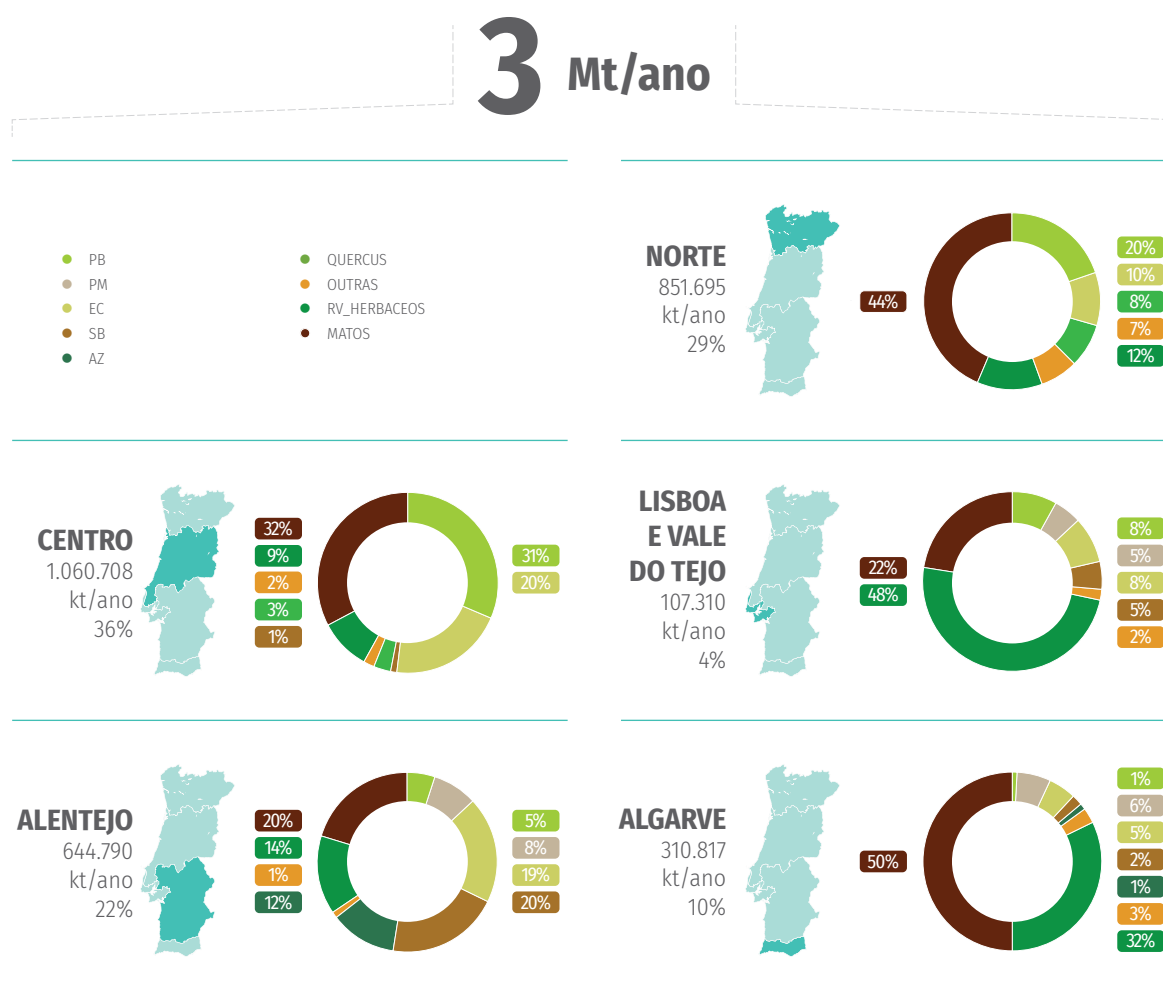 3 Mt/ano
PB
PM
EC
SB
AZ
QUERCUS
OUTRAS
RV_HERBACEOS
MATOS
NORTE
851.695
kt/ano
29%
44%
20%
10%
8%
7%
12%
CENTRO
1.060.708
kt/ano
36%
32%
9%
2%
3%
1%
31%
20%
LISBOA
E VALE
DO TEJO
107.310
kt/ano
4%
22%
48%
8%
5%
8%
5%
2%
ALENTEJO
644.790
kt/ano
22%
20%
14%
1%
12%
5%
8%
19%
20%
ALGARVE
310.817
kt/ano
10%
50%
1%
6%
5%
2%
1%
3%
32%